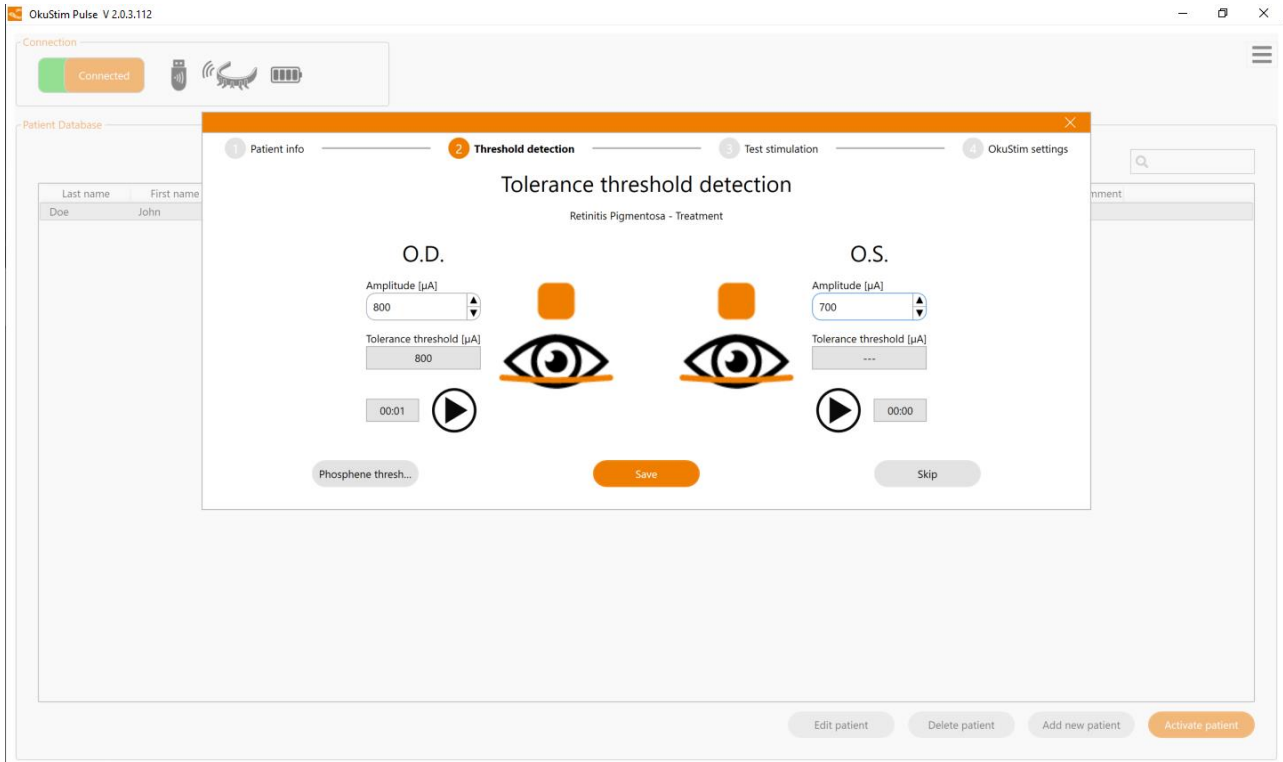 OkuStim Pulse V 2.0.3.112
Connection
Connected
Patient Database
1 Patient info
2 Threshold detection
3 Test stimulation
4 OkuStim settings
Tolerance threshold detection
Retinitis Pigmentosa - Treatment
Last name First name mment
Doe John
O.D.
Amplitude [µA]
800
Tolerance threshold [µA]
800
00:01
O.S.
Amplitude [µA]
700
Tolerance threshold [µA]
---
00:00
Phosphene thresh... Save Skip
Edit patient Delete patient Add new patient Activate patient